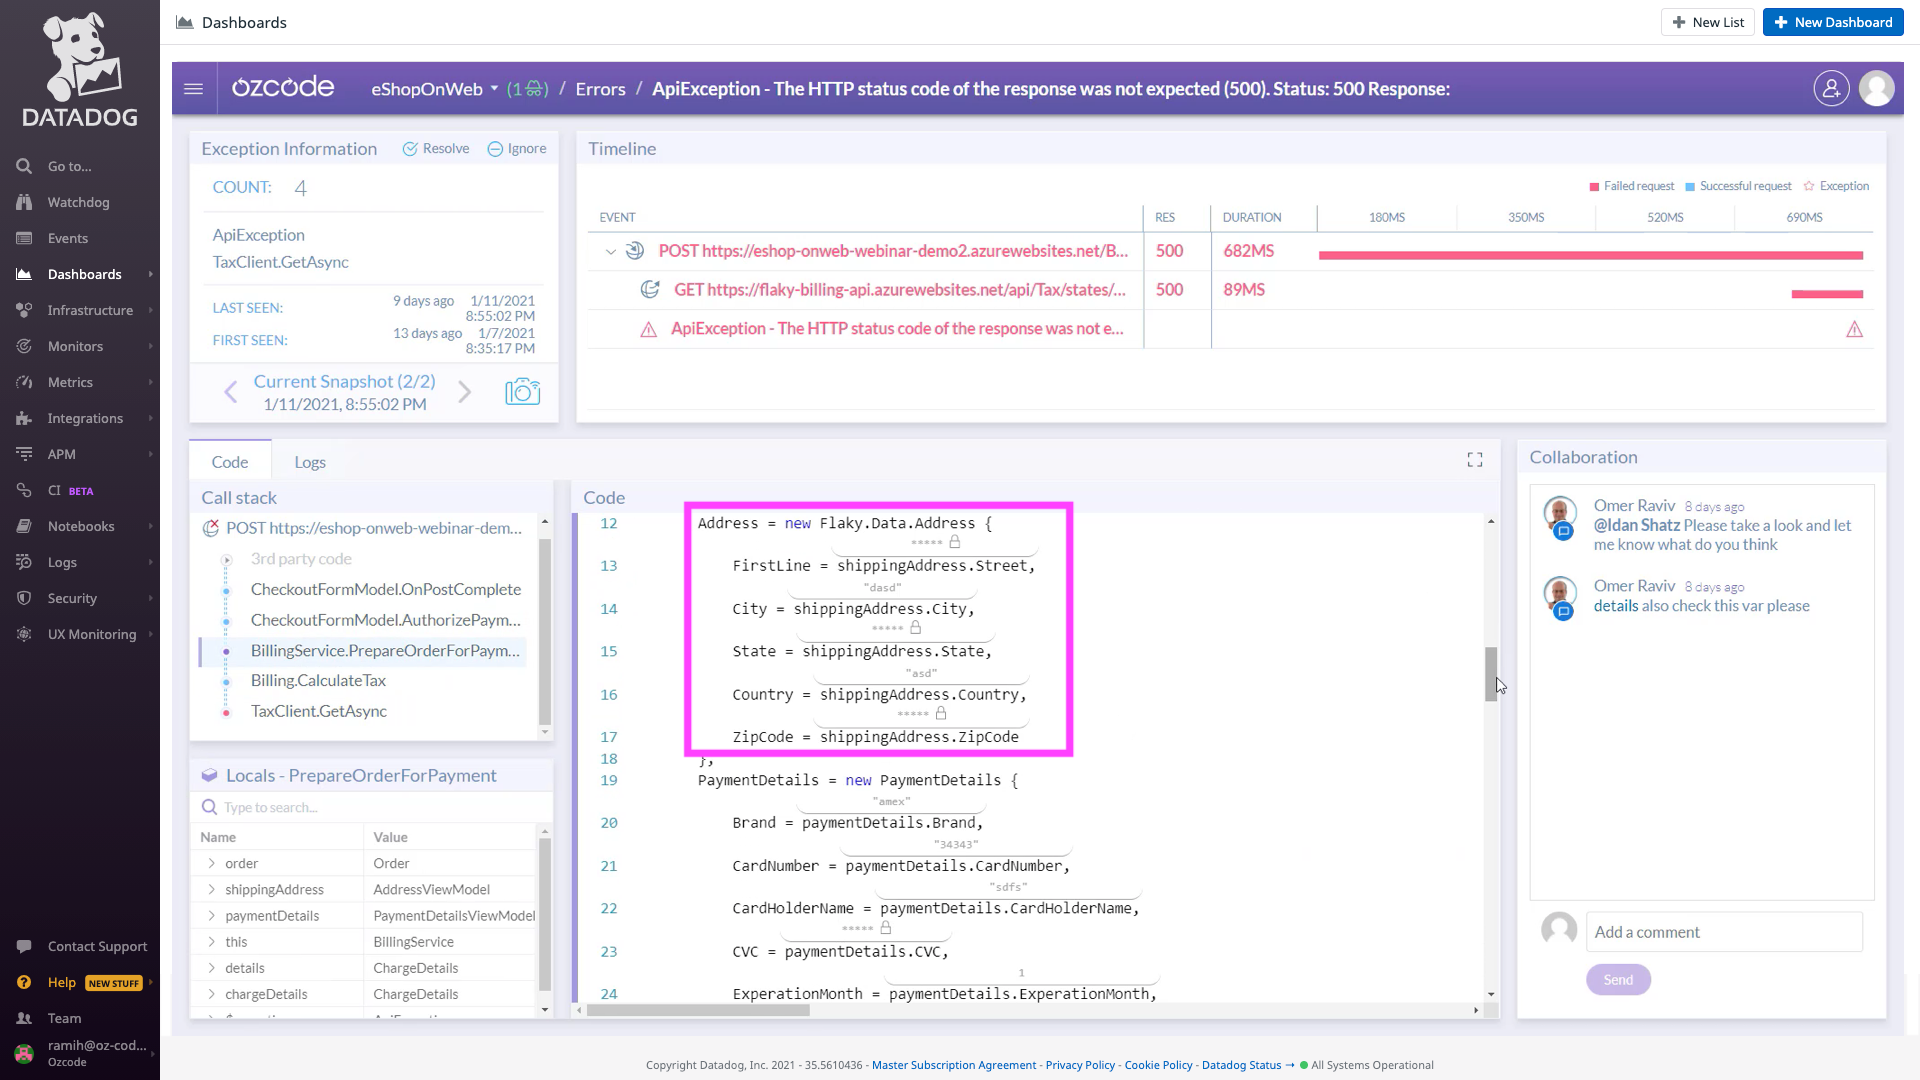 DATADOG
Go to...
Watchdog
Events
Dashboards
Infrastructure
Monitors
Metrics
Integrations
APM
CI BETA
Notebooks
Logs
Security
UX Monitoring
Contact Support
Help NEW STUFF
Team
ramih@oz-cod...
Ozcode
Dashboards
New List
New Dashboard
ozcode
eShopOnWeb (1) / Errors / ApiException - The HTTP status code of the response was not expected (500). Status: 500 Response:
Exception Information Resolve Ignore
COUNT: 4
ApiException
TaxClient.GetAsync
LAST SEEN: 9 days ago 1/11/2021
8:55:02 PM
FIRST SEEN: 13 days ago 1/7/2021
8:35:17 PM
Current Snapshot (2/2)
1/11/2021, 8:55:02 PM
Timeline
Failed request Successful request Exception
EVENT RES DURATION 180MS 350MS 520MS 690MS
POST https://eshop-onweb-webinar-demo2.azurewebsites.net/B... 500 682MS
GET https://flaky-billing-api.azurewebsites.net/api/Tax/states/... 500 89MS
ApiException - The HTTP status code of the response was not e...
Code Logs
Call stack
POST https://eshop-onweb-webinar-dem...
3rd party code
CheckoutFormModel.OnPostComplete
CheckoutFormModel.AuthorizePaym...
BillingService.PrepareOrderForPaym...
Billing.CalculateTax
TaxClient.GetAsync
Locals - PrepareOrderForPayment
Type to search...
Name Value
order Order
shippingAddress AddressViewModel
paymentDetails PaymentDetailsViewModel
this BillingService
details ChargeDetails
chargeDetails ChargeDetails
Code
12 Address = new Flaky.Data.Address {
*****
13 FirstLine = shippingAddress.Street,
"dasd"
14 City = shippingAddress.City,
*****
15 State = shippingAddress.State,
"asd"
16 Country = shippingAddress.Country,
*****
17 ZipCode = shippingAddress.ZipCode
18 },
19 PaymentDetails = new PaymentDetails {
"amex"
20 Brand = paymentDetails.Brand,
"34343"
21 CardNumber = paymentDetails.CardNumber,
"sdfs"
22 CardHolderName = paymentDetails.CardHolderName,
*****
23 CVC = paymentDetails.CVC,
1
24 ExperationMonth = paymentDetails.ExperationMonth,
Collaboration
Omer Raviv 8 days ago
@Idan Shatz Please take a look and let
me know what do you think
Omer Raviv 8 days ago
details also check this var please
Add a comment
Send
Copyright Datadog, Inc. 2021 - 35.5610436 - Master Subscription Agreement - Privacy Policy - Cookie Policy - Datadog Status → All Systems Operational